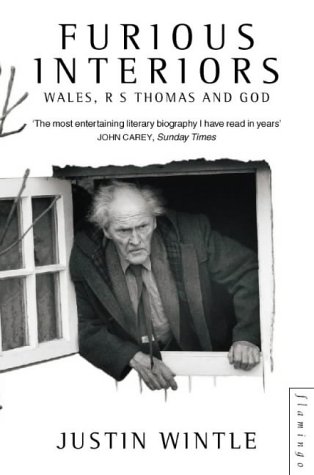 FURIOUS
INTERIORS
WALES, R S THOMAS AND GOD
'The most entertaining literary biography I have read in years'
JOHN CAREY, Sunday Times
flamingo
JUSTIN WINTLE